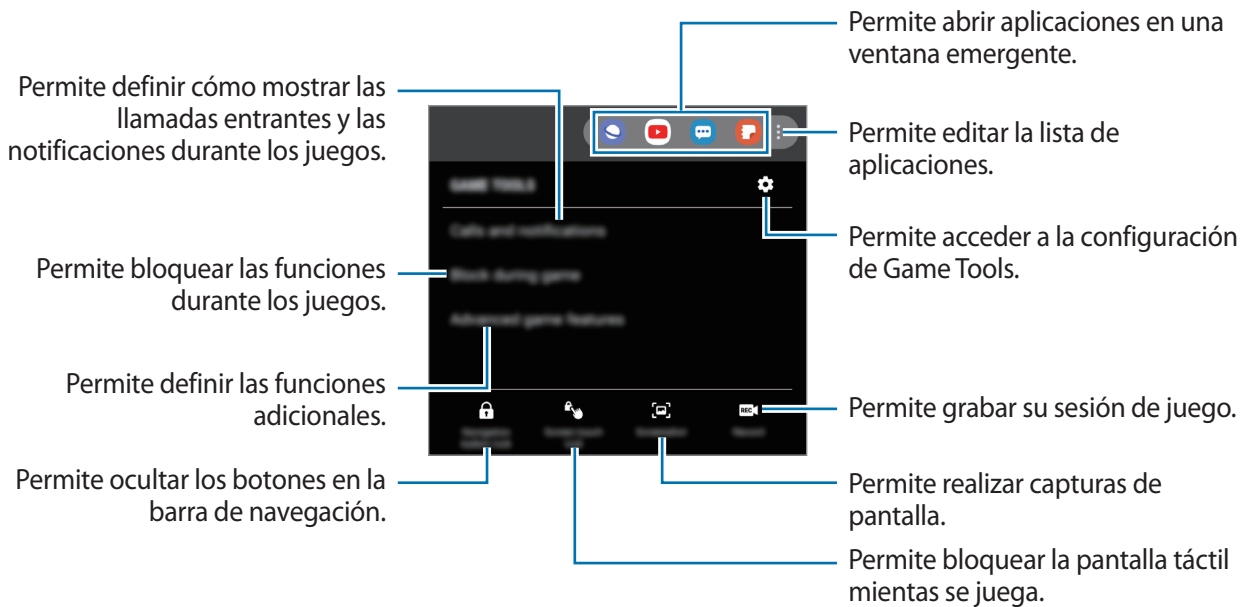 Permite abrir aplicaciones en una
ventana emergente.
Permite definir cómo mostrar las
llamadas entrantes y las
notificaciones durante los juegos.
Permite editar la lista de
aplicaciones.
GAME TOOLS
Calls and notifications
Permite acceder a la configuración
de Game Tools.
Permite bloquear las funciones
durante los juegos.
Block during game
Advanced game features
Permite definir las funciones
adicionales.
REC
Permite grabar su sesión de juego.
Permite ocultar los botones en la
barra de navegación.
Permite realizar capturas de
pantalla.
Permite bloquear la pantalla táctil
mientas se juega.